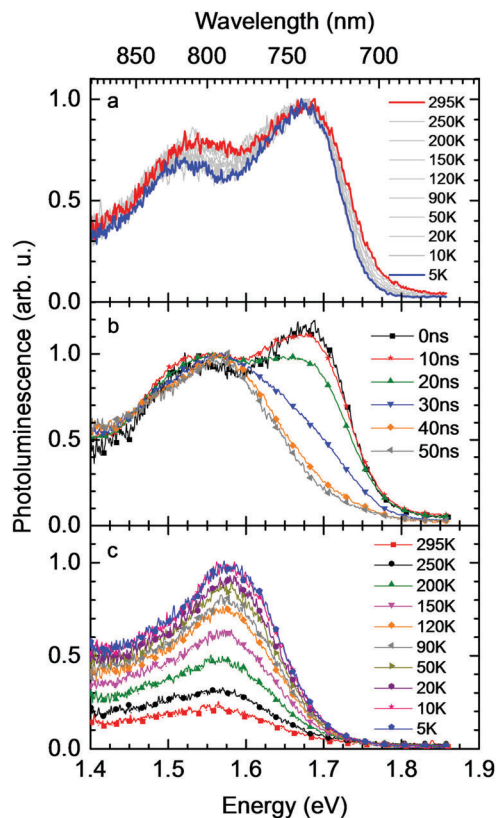 Wavelength (nm)
850 800 750 700
a
1.0
0.5
0.0
295K
250K
200K
150K
120K
90K
50K
20K
10K
5K
Photoluminescence (arb. u.)
b
1.0
0.5
0.0
0ns
10ns
20ns
30ns
40ns
50ns
c
1.0
0.5
0.0
295K
250K
200K
150K
120K
90K
50K
20K
10K
5K
1.4 1.5 1.6 1.7 1.8 1.9
Energy (eV)